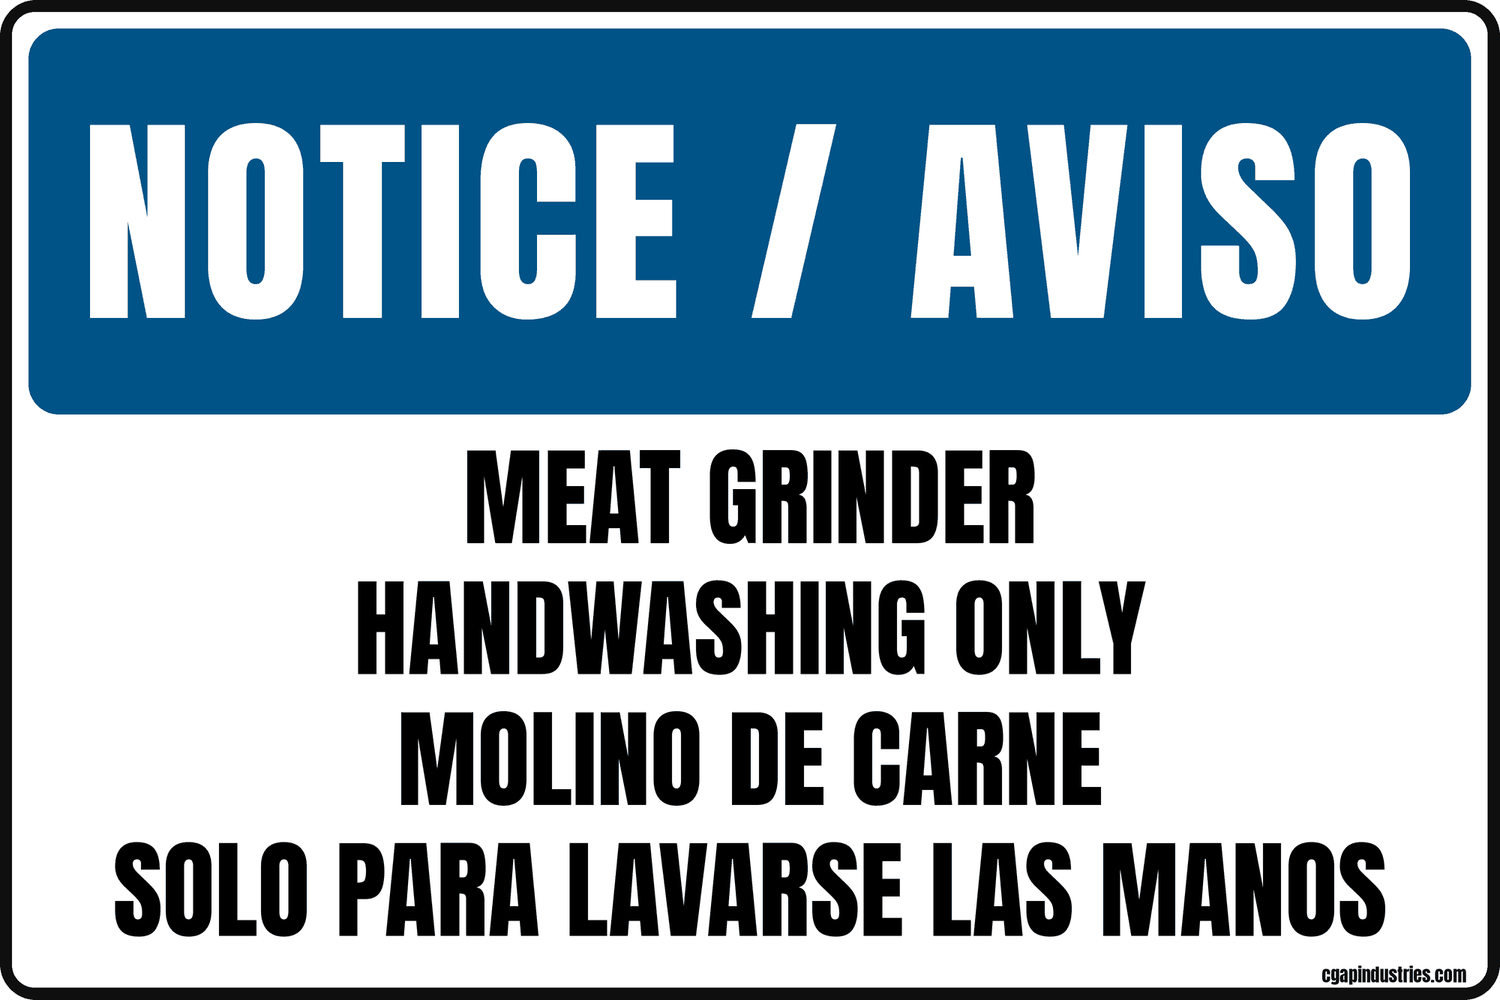 NOTICE / AVISO
MEAT GRINDER
HANDWASHING ONLY
MOLINO DE CARNE
SOLO PARA LAVARSE LAS MANOS
cgapindustries.com